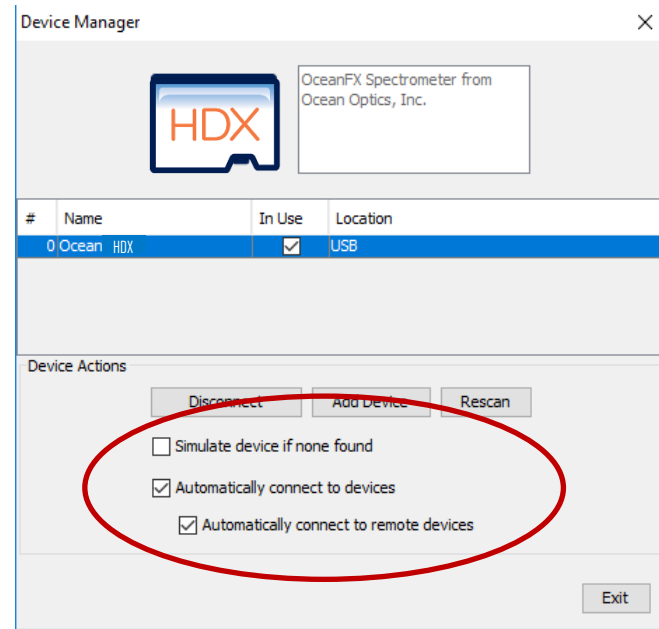 Device Manager
HDX
OceanFX Spectrometer from
Ocean Optics, Inc.
# Name In Use Location
0 Ocean HDX USB
Device Actions
Disconnect Add Device Rescan
Simulate device if none found
Automatically connect to devices
Automatically connect to remote devices
Exit